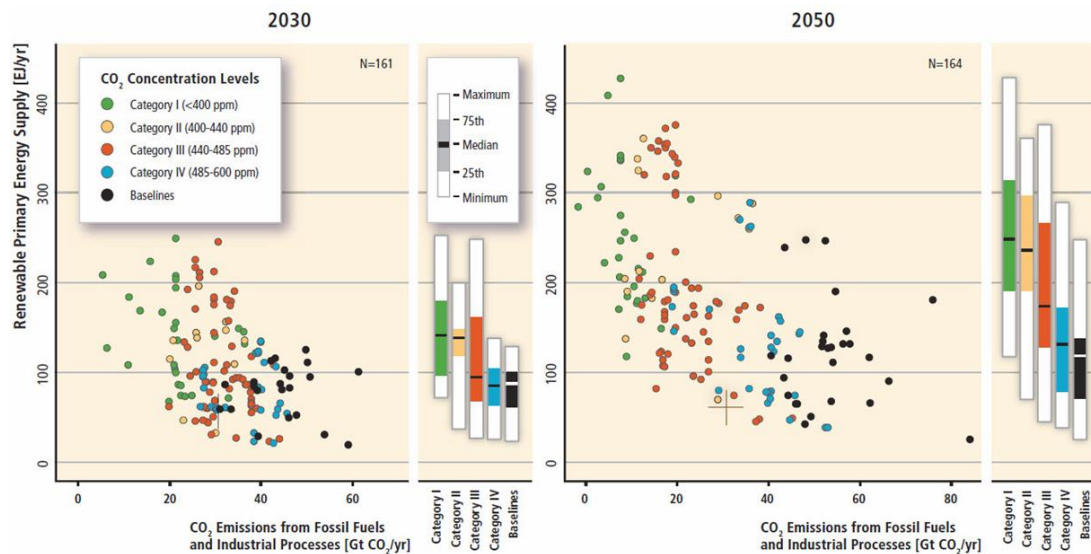 2030
2050
Renewable Primary Energy Supply [EJ/yr]
400
300
200
100
0
CO₂ Concentration Levels
Category I (<400 ppm)
Category II (400-440 ppm)
Category III (440-485 ppm)
Category IV (485-600 ppm)
Baselines
N=161
Maximum
75th
Median
25th
Minimum
0
20
40
60
CO₂ Emissions from Fossil Fuels
and Industrial Processes [Gt CO₂/yr]
Category I
Category II
Category III
Category IV
Baselines
N=164
400
300
200
100
0
0
20
40
60
80
CO₂ Emissions from Fossil Fuels
and Industrial Processes [Gt CO₂/yr]
Category I
Category II
Category III
Category IV
Baselines